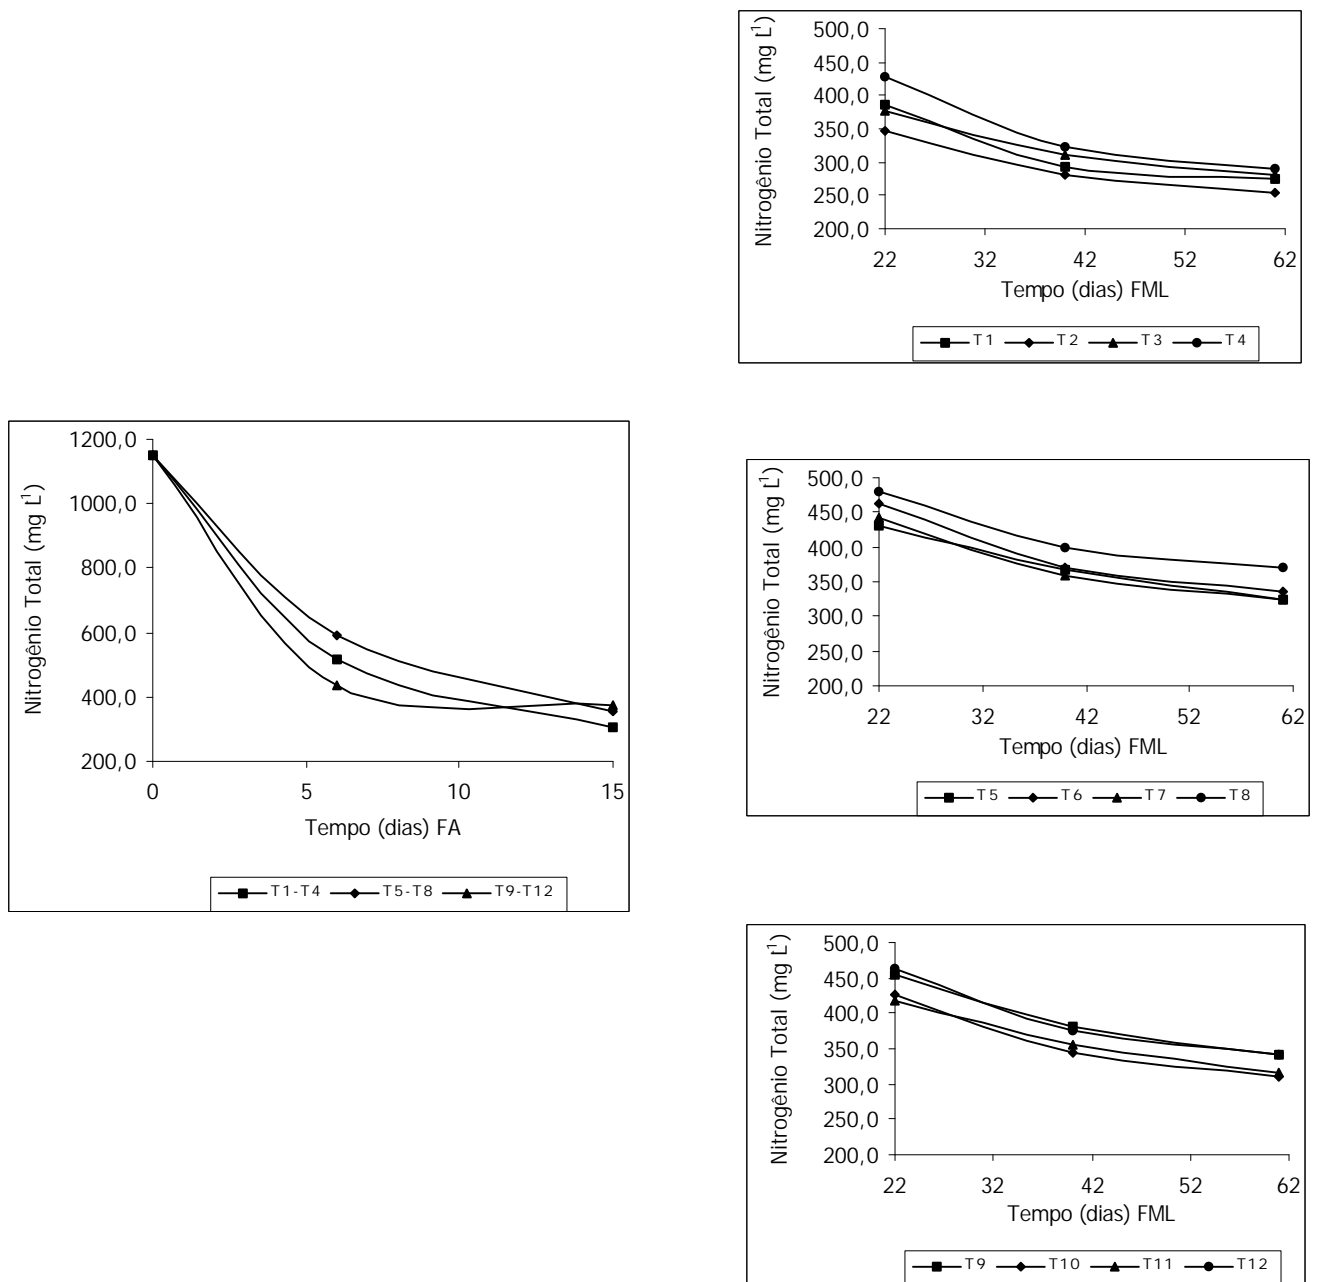 Nitrogênio Total (mg L¹)
500,0
450,0
400,0
350,0
300,0
250,0
200,0
22 32 42 52 62
Tempo (dias) FML
T1 T2 T3 T4
Nitrogênio Total (mg L¹)
1200,0
1000,0
800,0
600,0
400,0
200,0
0 5 10 15
Tempo (dias) FA
T1-T4 T5-T8 T9-T12
Nitrogênio Total (mg L¹)
500,0
450,0
400,0
350,0
300,0
250,0
200,0
22 32 42 52 62
Tempo (dias) FML
T5 T6 T7 T8
Nitrogênio Total (mg L¹)
500,0
450,0
400,0
350,0
300,0
250,0
200,0
22 32 42 52 62
Tempo (dias) FML
T9 T10 T11 T12